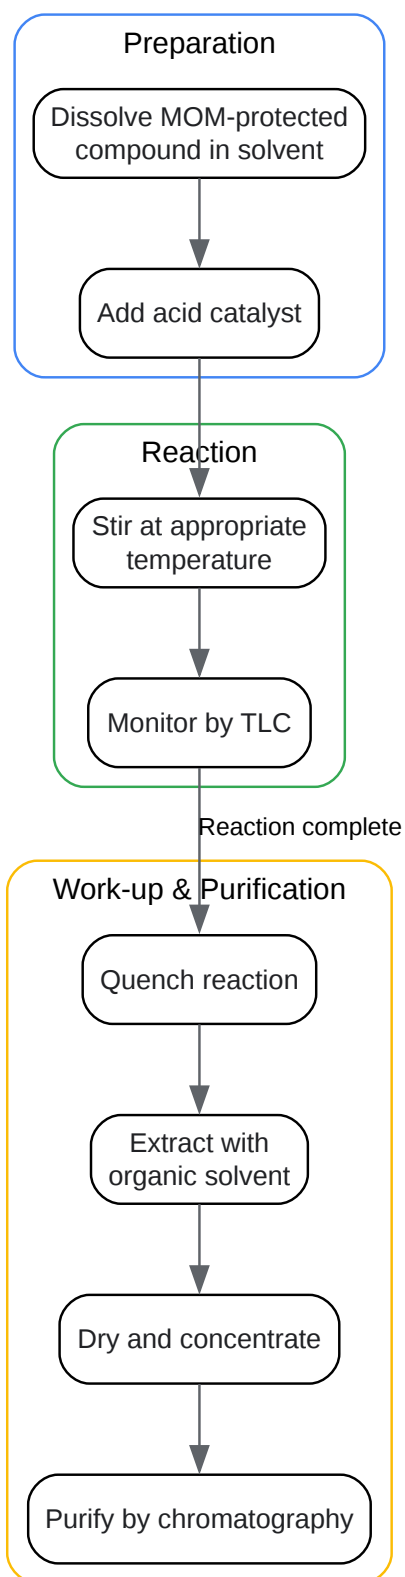 Preparation
Dissolve MOM-protected
compound in solvent
Add acid catalyst
Reaction
Stir at appropriate
temperature
Monitor by TLC
Reaction complete
Work-up & Purification
Quench reaction
Extract with
organic solvent
Dry and concentrate
Purify by chromatography